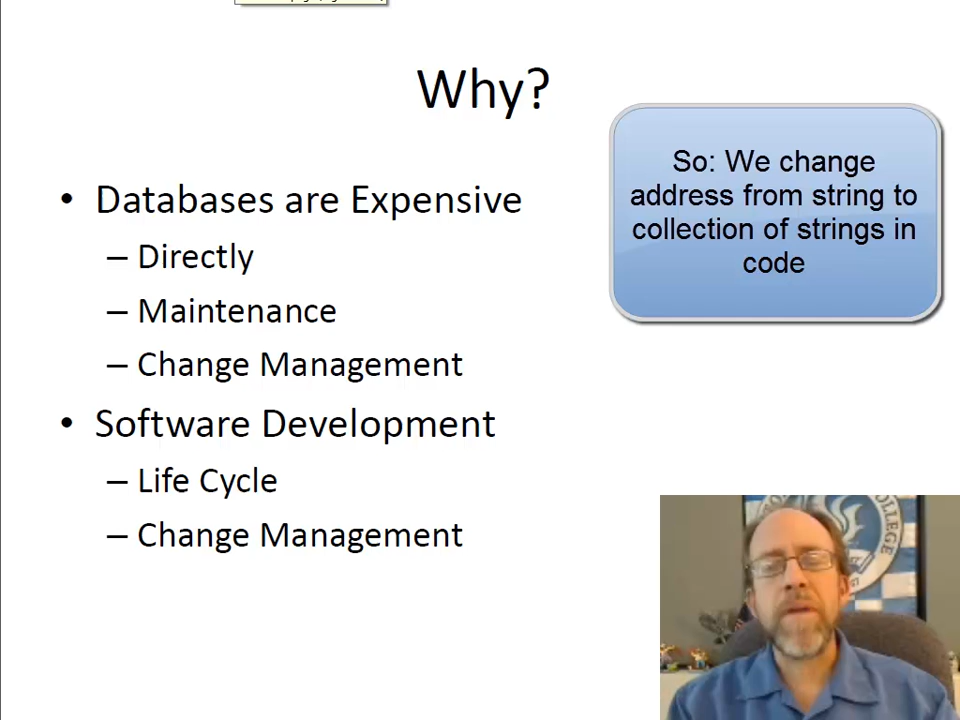 Why?
• Databases are Expensive
– Directly
– Maintenance
– Change Management
• Software Development
– Life Cycle
– Change Management
So: We change
address from string to
collection of strings in
code
COLLEGE